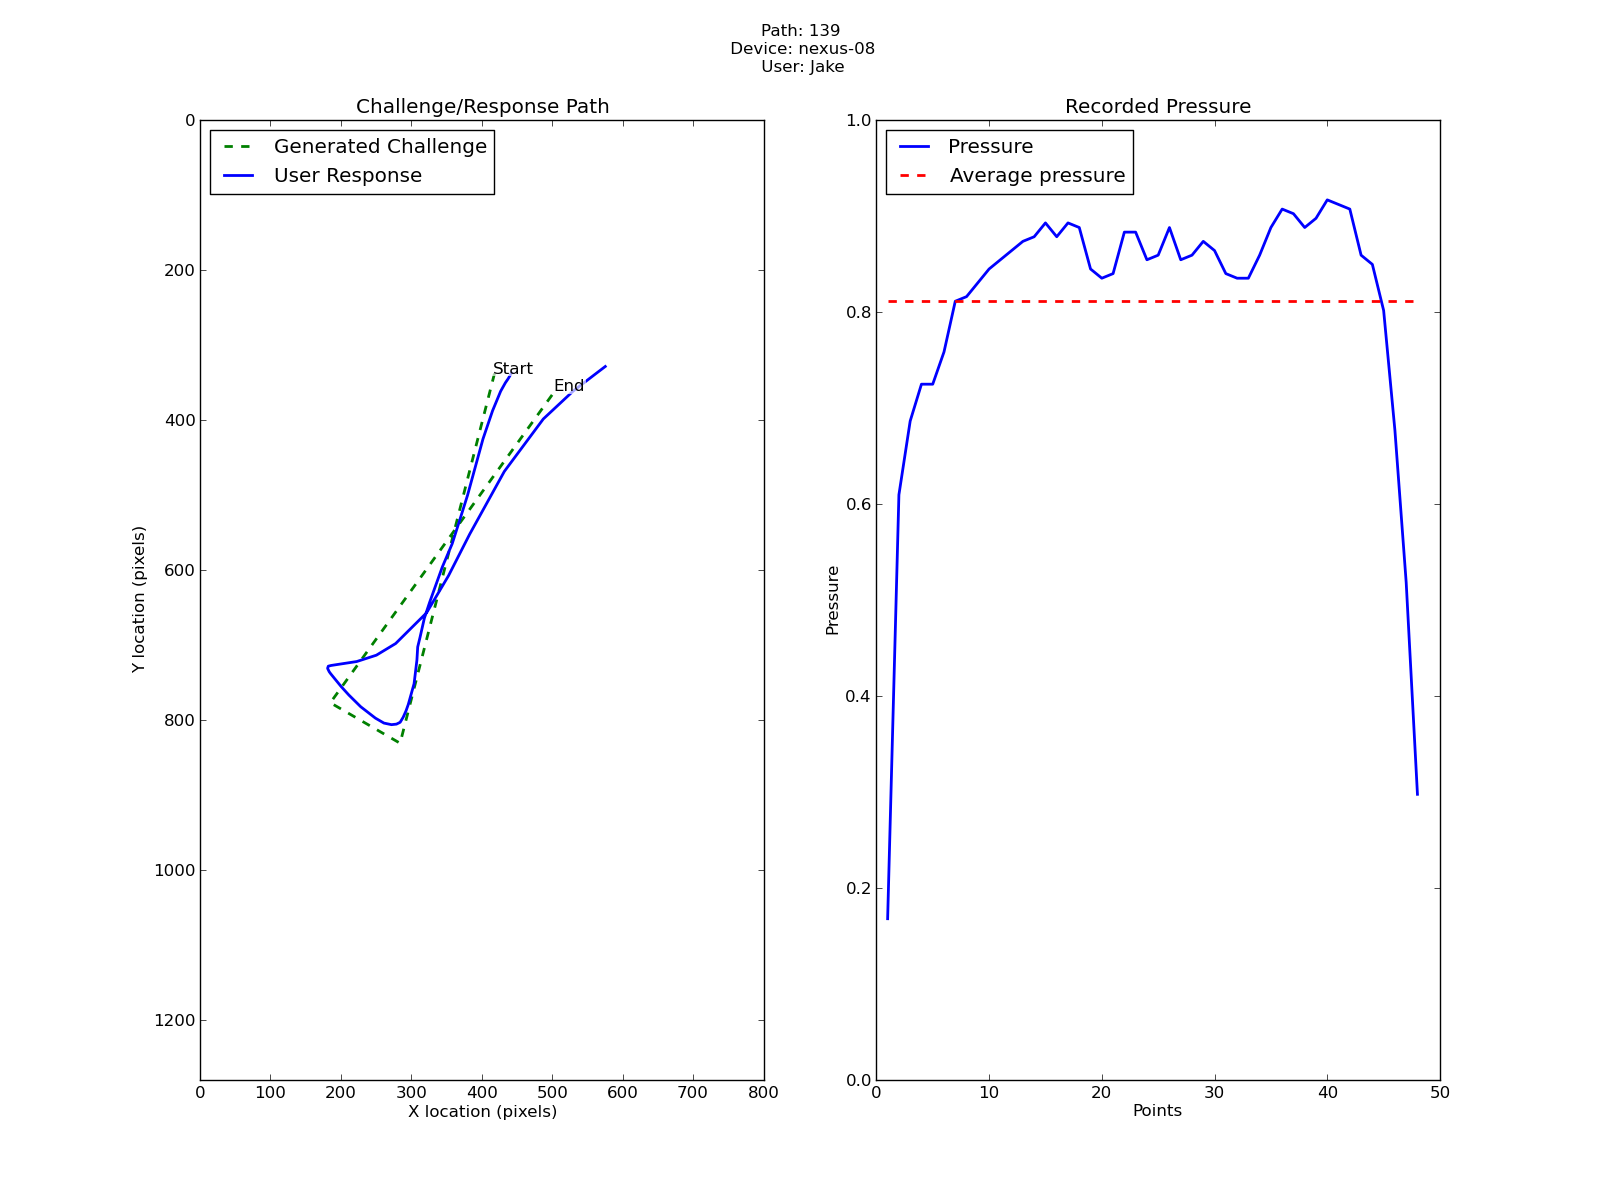 Path: 139
Device: nexus-08
User: Jake
Challenge/Response Path
Generated Challenge
User Response
Start
End
0
200
400
600
800
1000
1200
Y location (pixels)
0 100 200 300 400 500 600 700 800
X location (pixels)
Recorded Pressure
Pressure
Average pressure
1.0
0.8
0.6
0.4
0.2
0.0
Pressure
0 10 20 30 40 50
Points